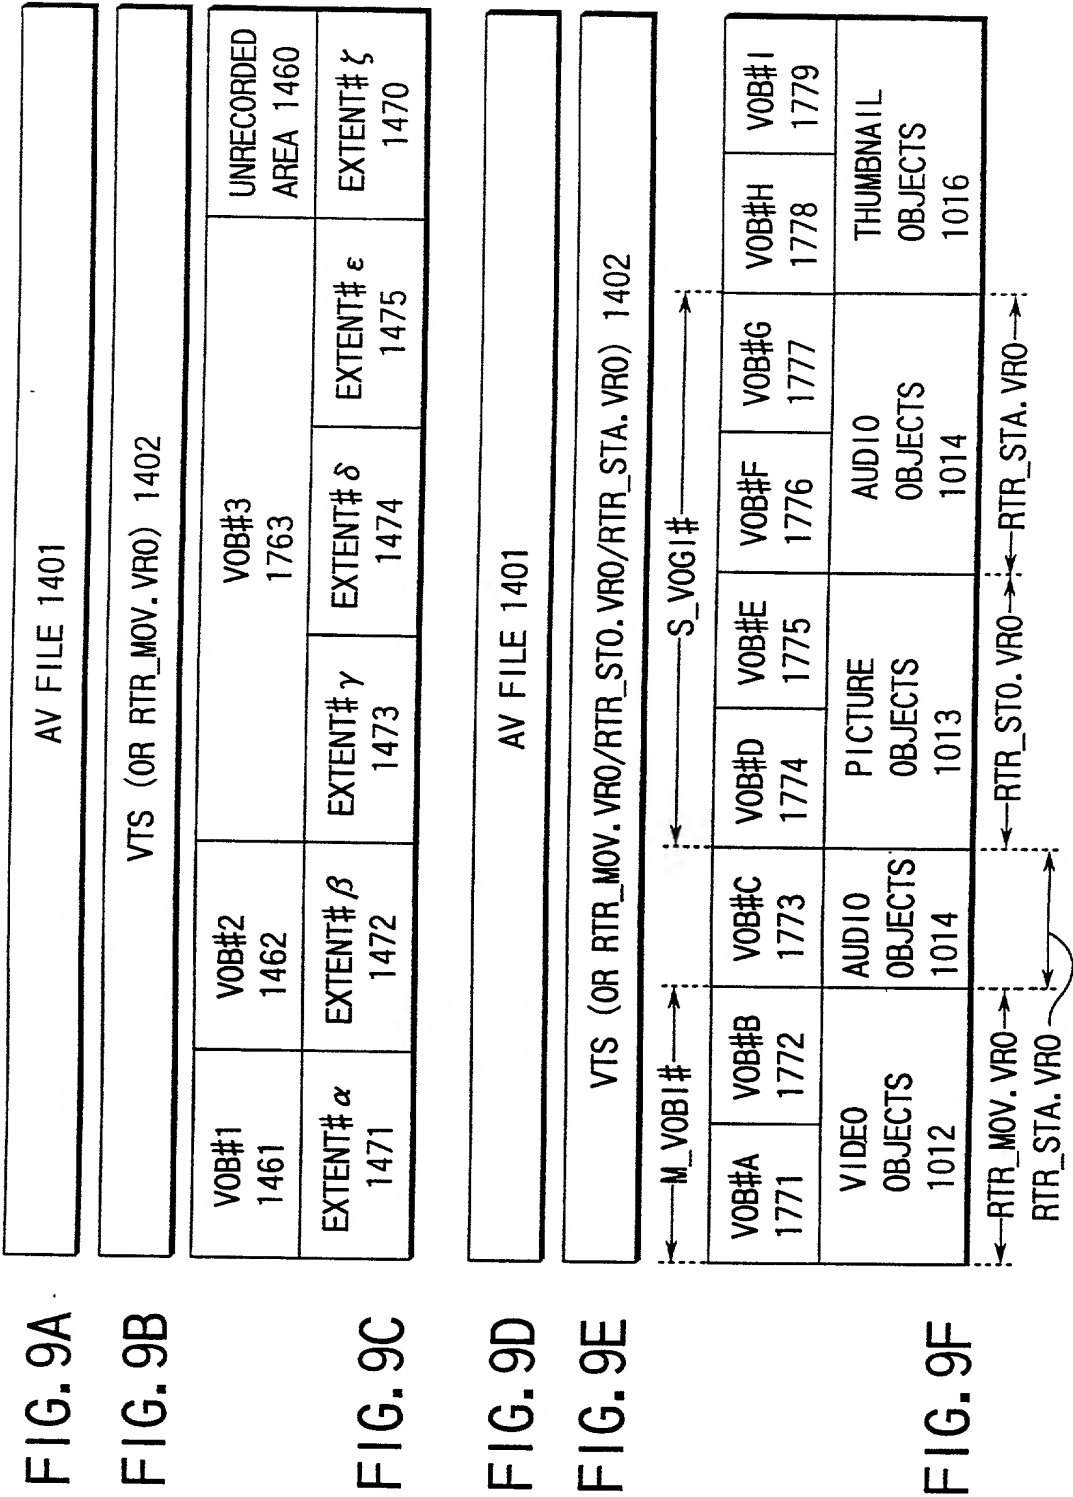 FIG. 9A
AV FILE 1401
FIG. 9B
VTS (OR RTR_MOV.VRO) 1402
FIG. 9C
VOB#1
1461
VOB#2
1462
VOB#3
1763
UNRECORDED
AREA 1460
EXTENT# α
1471
EXTENT# β
1472
EXTENT# γ
1473
EXTENT# δ
1474
EXTENT# ε
1475
EXTENT# ζ
1470
FIG. 9D
AV FILE 1401
FIG. 9E
VTS (OR RTR_MOV.VRO/RTR_STO.VRO/RTR_STA.VRO) 1402
FIG. 9F
M_VOBI#
S_VOGI#
VOB#A
1771
VOB#B
1772
VOB#C
1773
VOB#D
1774
VOB#E
1775
VOB#F
1776
VOB#G
1777
VOB#H
1778
VOB#I
1779
VIDEO
OBJECTS
1012
AUDIO
OBJECTS
1014
PICTURE
OBJECTS
1013
AUDIO
OBJECTS
1014
THUMBNAIL
OBJECTS
1016
RTR_MOV.VRO
RTR_STO.VRO
RTR_STA.VRO
RTR_STA.VRO